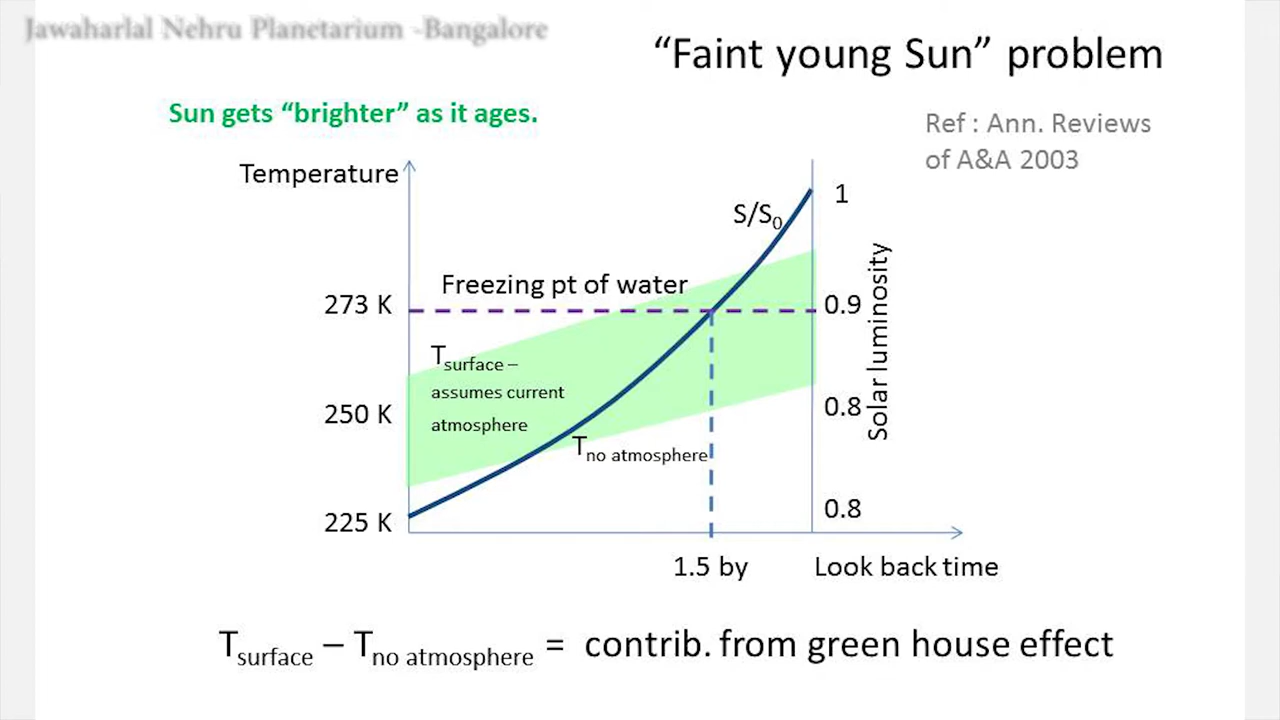 Jawaharlal Nehru Planetarium -Bangalore
“Faint young Sun” problem
Sun gets “brighter” as it ages.
Ref : Ann. Reviews
of A&A 2003
Temperature
1
S/S0
Freezing pt of water
273 K
0.9
Solar luminosity
Tsurface –
assumes current
atmosphere
250 K
0.8
Tno atmosphere
225 K
0.8
1.5 by
Look back time
Tsurface – Tno atmosphere = contrib. from green house effect